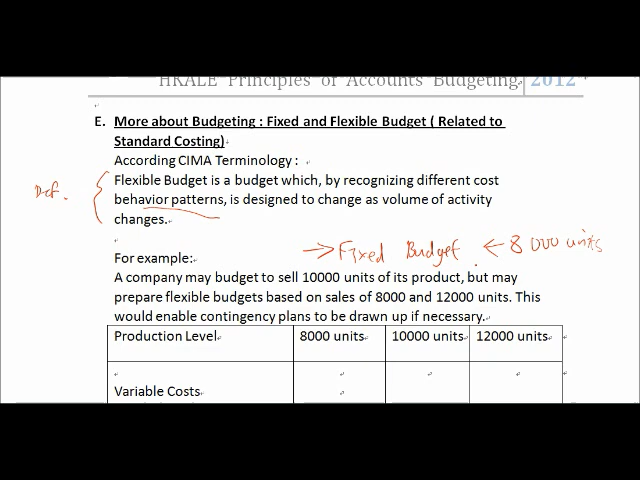 HKALE Principles of Accounts Budgeting 2012
E. More about Budgeting : Fixed and Flexible Budget ( Related to
Standard Costing)
According CIMA Terminology :
Def.
Flexible Budget is a budget which, by recognizing different cost
behavior patterns, is designed to change as volume of activity
changes.
→ Fixed Budget ← 8000 units
For example:
A company may budget to sell 10000 units of its product, but may
prepare flexible budgets based on sales of 8000 and 12000 units. This
would enable contingency plans to be drawn up if necessary.
Production Level 8000 units 10000 units 12000 units
Variable Costs